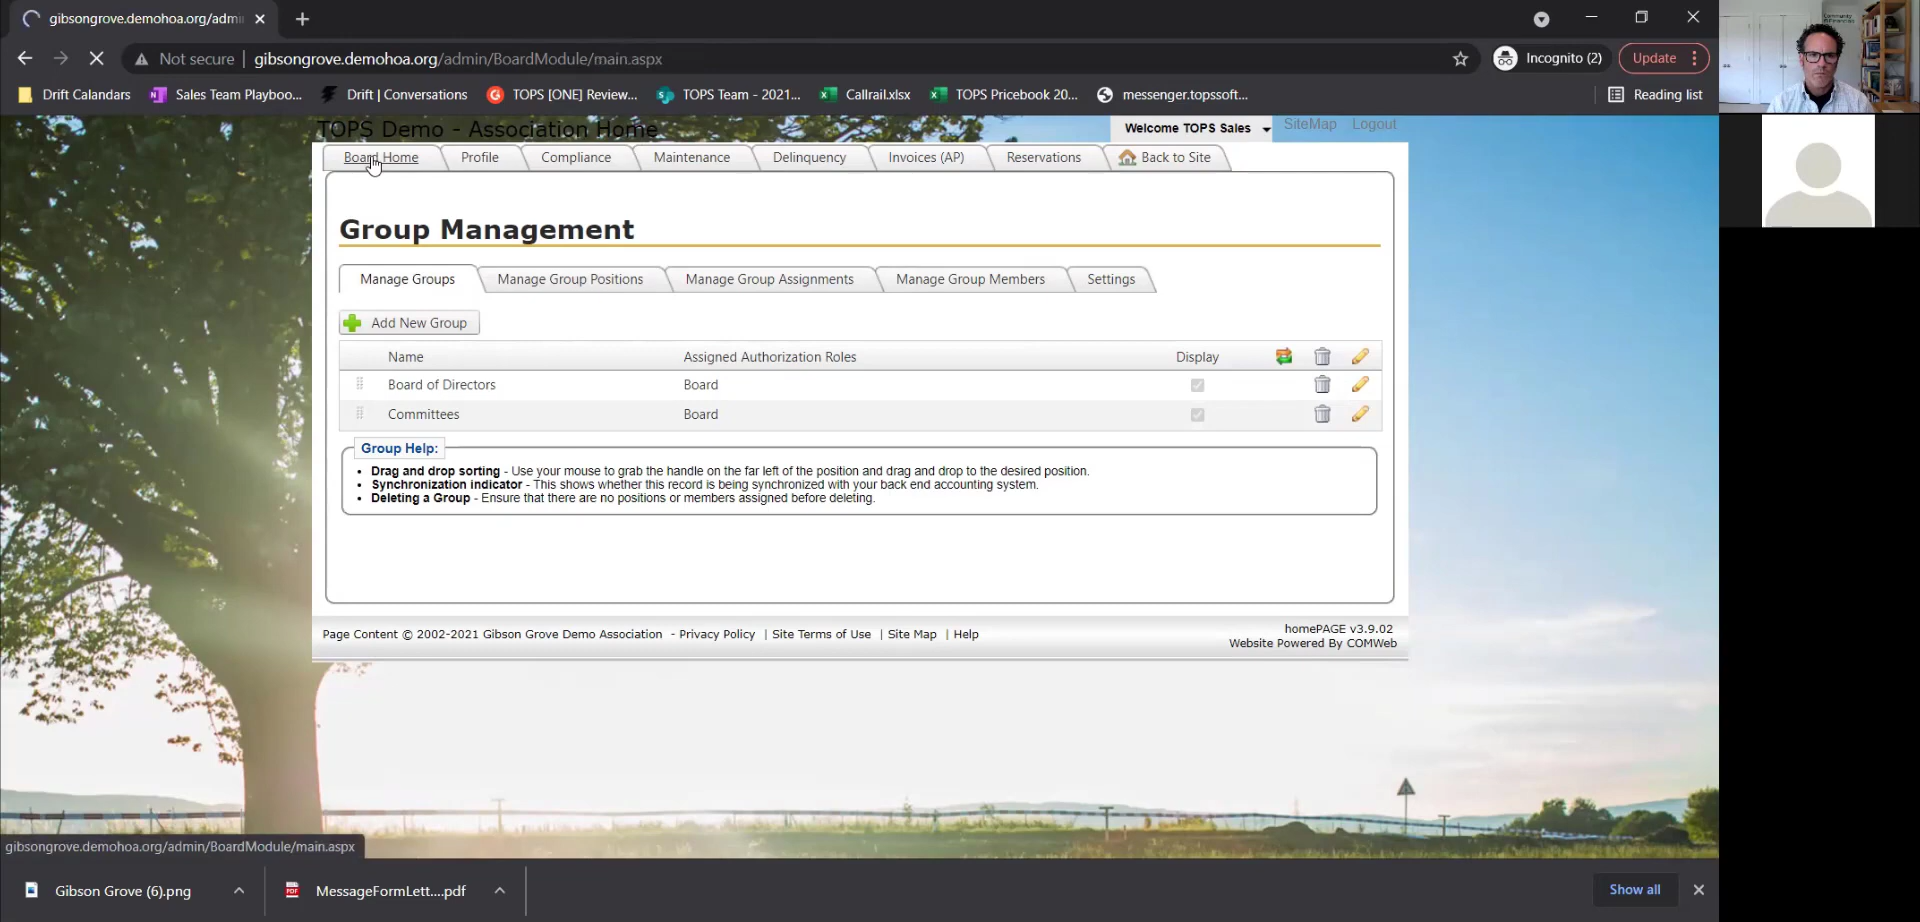 gibsongrove.demohoa.org/admi
Not secure
gibsongrove.demohoa.org/admin/BoardModule/main.aspx
Incognito (2)
Update
Drift Calandars
Sales Team Playboo...
Drift | Conversations
TOPS [ONE] Review...
TOPS Team - 2021...
Callrail.xlsx
TOPS Pricebook 20...
messenger.topssoft...
Reading list
TOPS Demo - Association Home
Welcome TOPS Sales
SiteMap
Logout
Board Home
Profile
Compliance
Maintenance
Delinquency
Invoices (AP)
Reservations
Back to Site
Group Management
Manage Groups
Manage Group Positions
Manage Group Assignments
Manage Group Members
Settings
Add New Group
Name Assigned Authorization Roles Display
Board of Directors Board
Committees Board
Group Help:
• Drag and drop sorting - Use your mouse to grab the handle on the far left of the position and drag and drop to the desired position.
• Synchronization indicator - This shows whether this record is being synchronized with your back end accounting system.
• Deleting a Group - Ensure that there are no positions or members assigned before deleting.
Page Content © 2002-2021 Gibson Grove Demo Association - Privacy Policy | Site Terms of Use | Site Map | Help
homePAGE v3.9.02
Website Powered By COMWeb
gibsongrove.demohoa.org/admin/BoardModule/main.aspx
Gibson Grove (6).png
PDF
MessageFormLett....pdf
Show all